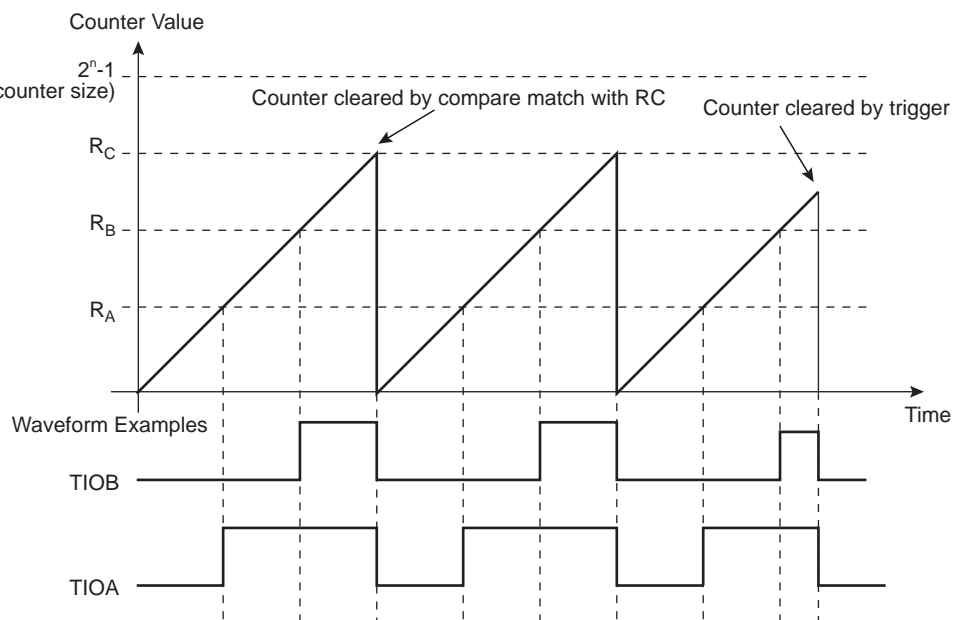 Counter Value
2ⁿ-1
counter size)
Counter cleared by compare match with RC
Counter cleared by trigger
R_C
R_B
R_A
Time
Waveform Examples
TIOB
TIOA